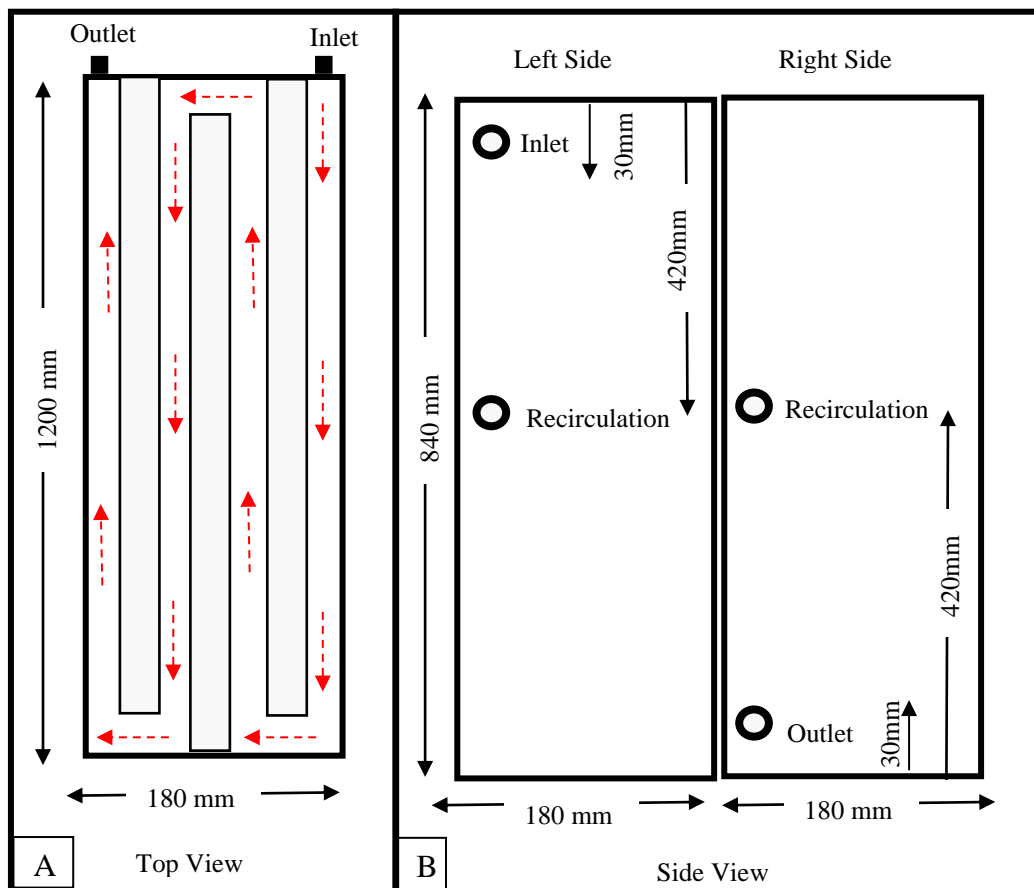 Outlet
Inlet
1200 mm
180 mm
A
Top View
Left Side
Right Side
Inlet
30mm
420mm
840 mm
Recirculation
Recirculation
420mm
Outlet
30mm
180 mm
180 mm
B
Side View